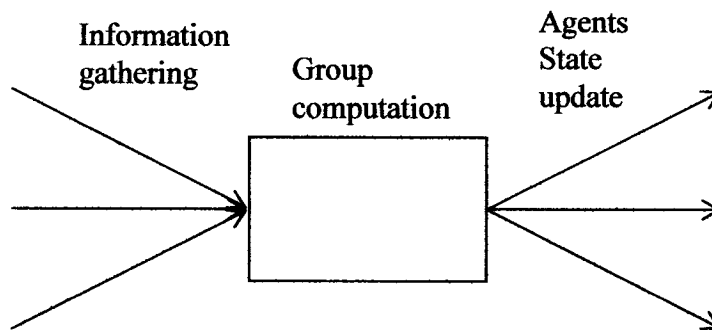 Information
gathering
Group
computation
Agents
State
update